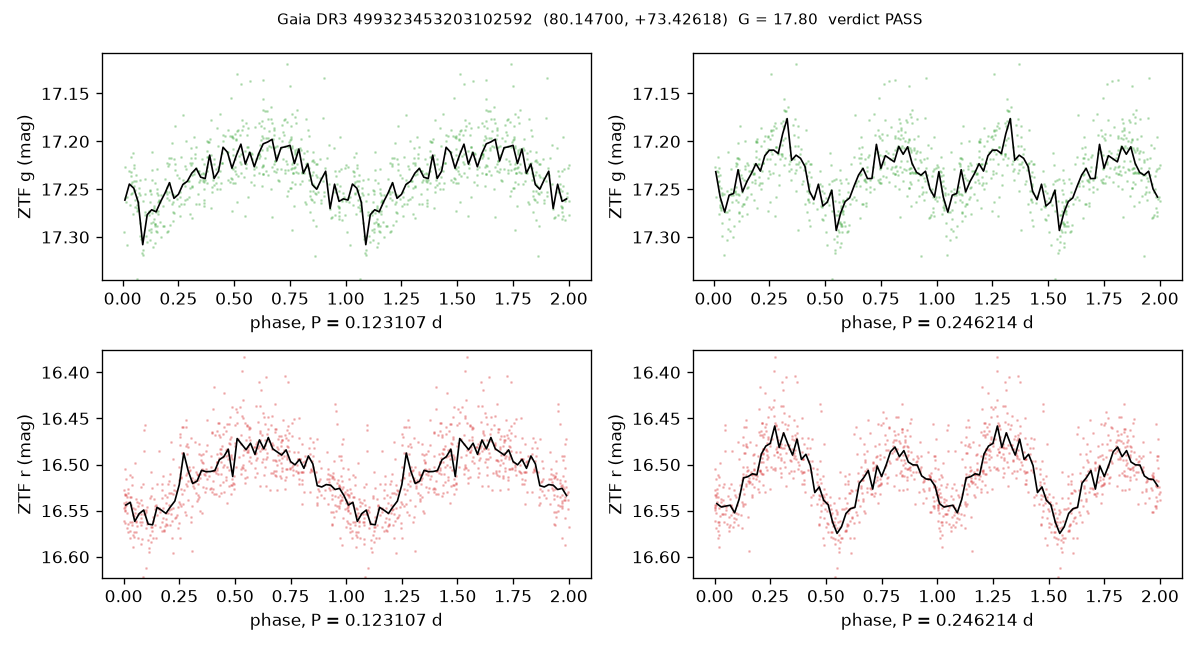 Gaia DR3 499323453203102592 (80.14700, +73.42618) G = 17.80 verdict PASS
ZTF g (mag)
17.15
17.20
17.25
17.30
0.00 0.25 0.50 0.75 1.00 1.25 1.50 1.75 2.00
phase, P = 0.123107 d
ZTF g (mag)
17.15
17.20
17.25
17.30
0.00 0.25 0.50 0.75 1.00 1.25 1.50 1.75 2.00
phase, P = 0.246214 d
ZTF r (mag)
16.40
16.45
16.50
16.55
16.60
0.00 0.25 0.50 0.75 1.00 1.25 1.50 1.75 2.00
phase, P = 0.123107 d
ZTF r (mag)
16.40
16.45
16.50
16.55
16.60
0.00 0.25 0.50 0.75 1.00 1.25 1.50 1.75 2.00
phase, P = 0.246214 d